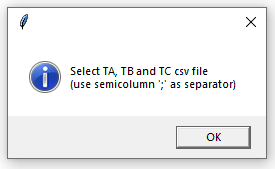 Select TA, TB and TC csv file
(use semicolumn ';' as separator)
OK